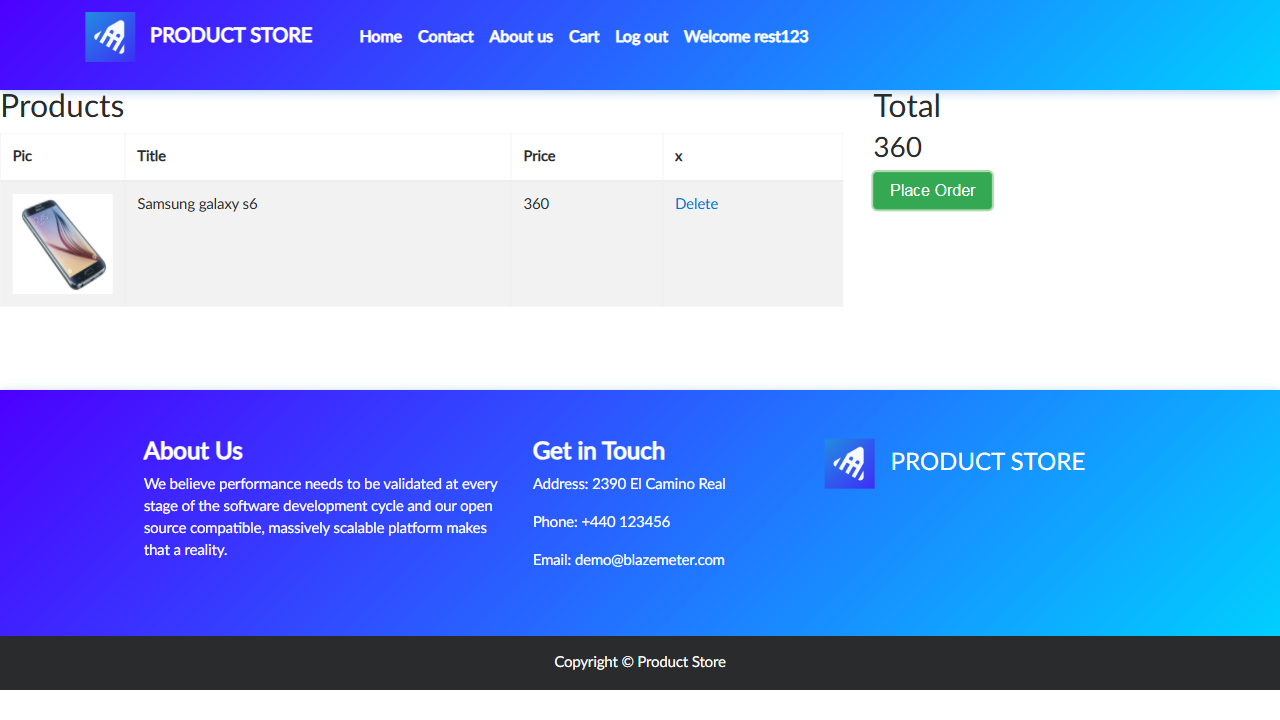 PRODUCT STORE
Home Contact About us Cart Log out Welcome rest123
Products
Total
360
Place Order
Pic Title Price x
Samsung galaxy s6 360 Delete
About Us
We believe performance needs to be validated at every
stage of the software development cycle and our open
source compatible, massively scalable platform makes
that a reality.
Get in Touch
Address: 2390 El Camino Real
Phone: +440 123456
Email: demo@blazemeter.com
PRODUCT STORE
Copyright © Product Store